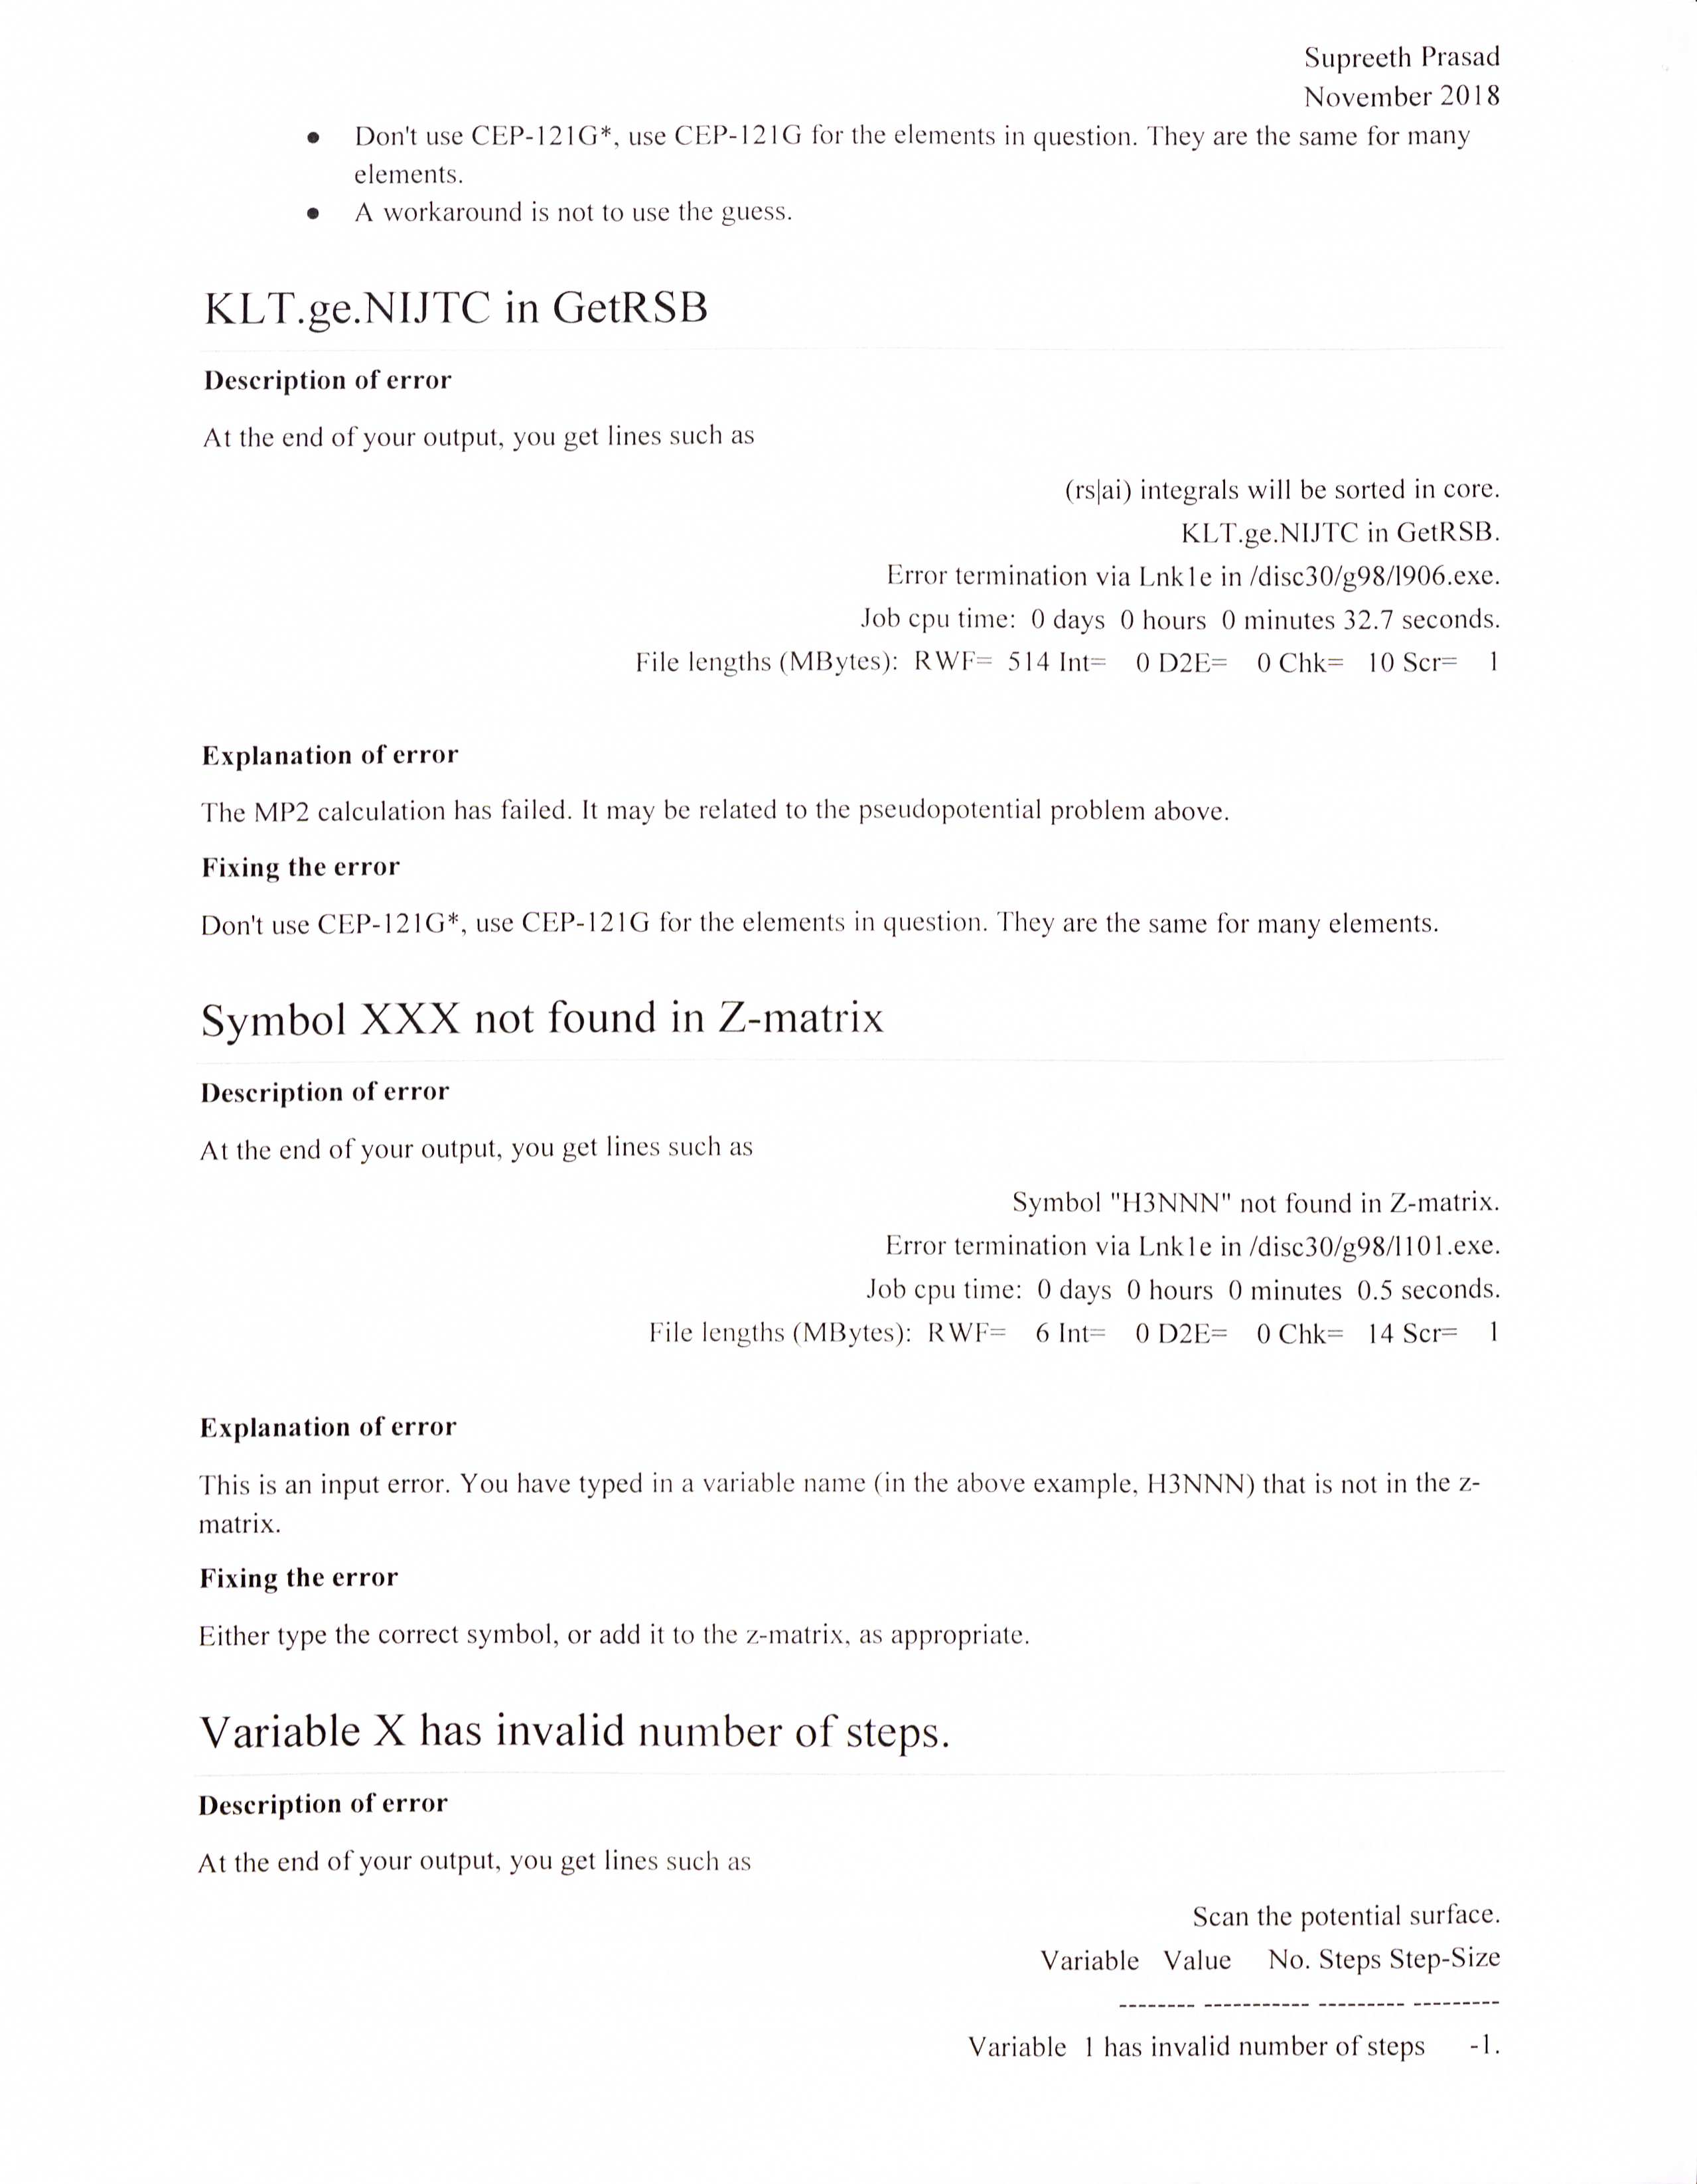 Supreeth Prasad
November 2018
• Don't use CEP-121G*, use CEP-121G for the elements in question. They are the same for many
elements.
• A workaround is not to use the guess.
KLT.ge.NIJTC in GetRSB
Description of error
At the end of your output, you get lines such as
(rs|ai) integrals will be sorted in core.
KLT.ge.NIJTC in GetRSB.
Error termination via Lnk1e in /disc30/g98/l906.exe.
Job cpu time: 0 days 0 hours 0 minutes 32.7 seconds.
File lengths (MBytes): RWF= 514 Int= 0 D2E= 0 Chk= 10 Scr= 1
Explanation of error
The MP2 calculation has failed. It may be related to the pseudopotential problem above.
Fixing the error
Don't use CEP-121G*, use CEP-121G for the elements in question. They are the same for many elements.
Symbol XXX not found in Z-matrix
Description of error
At the end of your output, you get lines such as
Symbol "H3NNN" not found in Z-matrix.
Error termination via Lnk1e in /disc30/g98/l101.exe.
Job cpu time: 0 days 0 hours 0 minutes 0.5 seconds.
File lengths (MBytes): RWF= 6 Int= 0 D2E= 0 Chk= 14 Scr= 1
Explanation of error
This is an input error. You have typed in a variable name (in the above example, H3NNN) that is not in the z-
matrix.
Fixing the error
Either type the correct symbol, or add it to the z-matrix, as appropriate.
Variable X has invalid number of steps.
Description of error
At the end of your output, you get lines such as
Scan the potential surface.
Variable Value No. Steps Step-Size
-------- ----------- --------- ---------
Variable 1 has invalid number of steps -1.